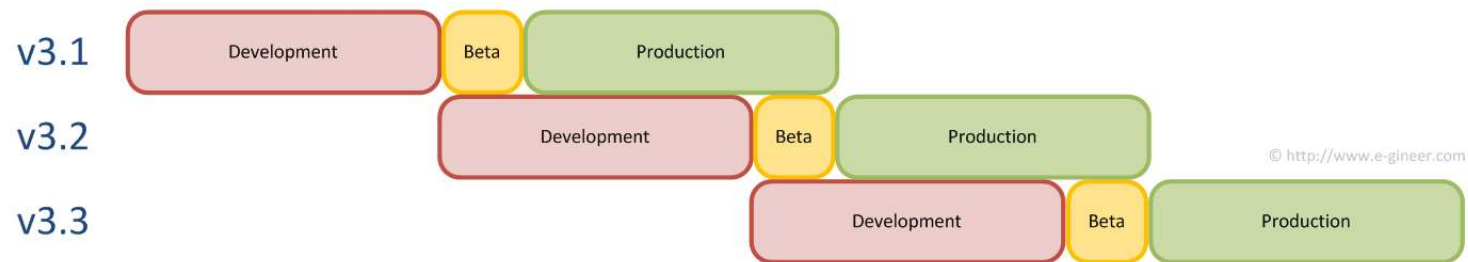 v3.1 Development Beta Production
v3.2 Development Beta Production
© http://www.e-gineer.com
v3.3 Development Beta Production